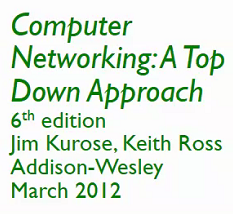 Computer
Networking: A Top
Down Approach
6th edition
Jim Kurose, Keith Ross
Addison-Wesley
March 2012